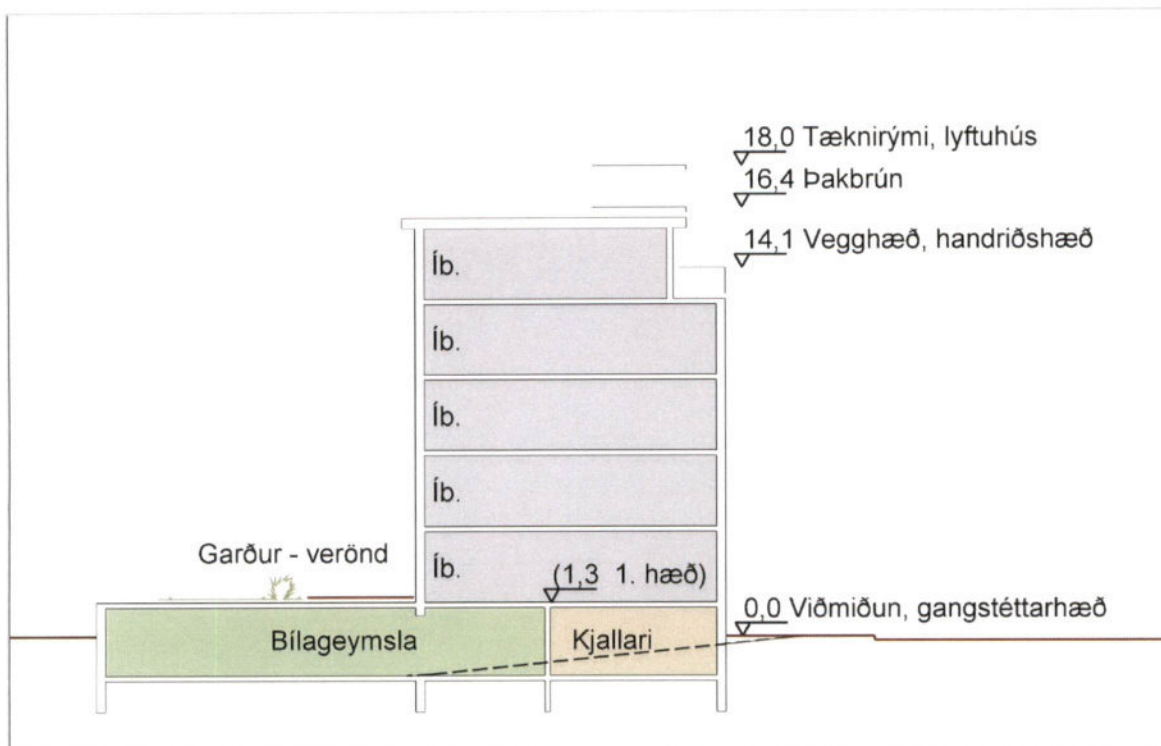 18,0 Tæknirými, lyftuhús
16,4 Þakbrún
14,1 Vegghæð, handriðshæð
Íb.
Íb.
Íb.
Íb.
Íb.
Garður - verönd
(1,3 1. hæð)
0,0 Viðmiðun, gangstéttarhæð
Bílageymsla
Kjallari